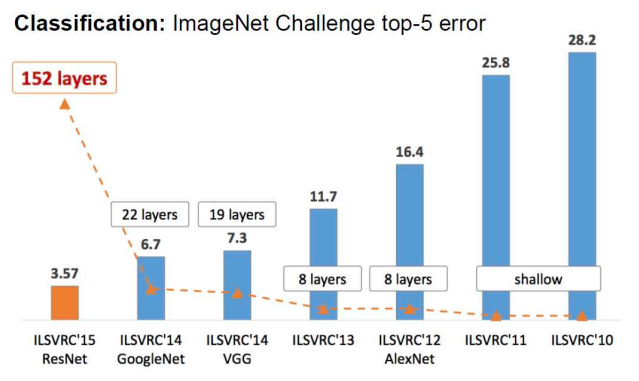 Classification: ImageNet Challenge top-5 error
28.2
25.8
152 layers
16.4
11.7
22 layers
19 layers
6.7
7.3
3.57
8 layers
8 layers
shallow
ILSVRC'15
ResNet
ILSVRC'14
GoogleNet
ILSVRC'14
VGG
ILSVRC'13
ILSVRC'12
AlexNet
ILSVRC'11
ILSVRC'10